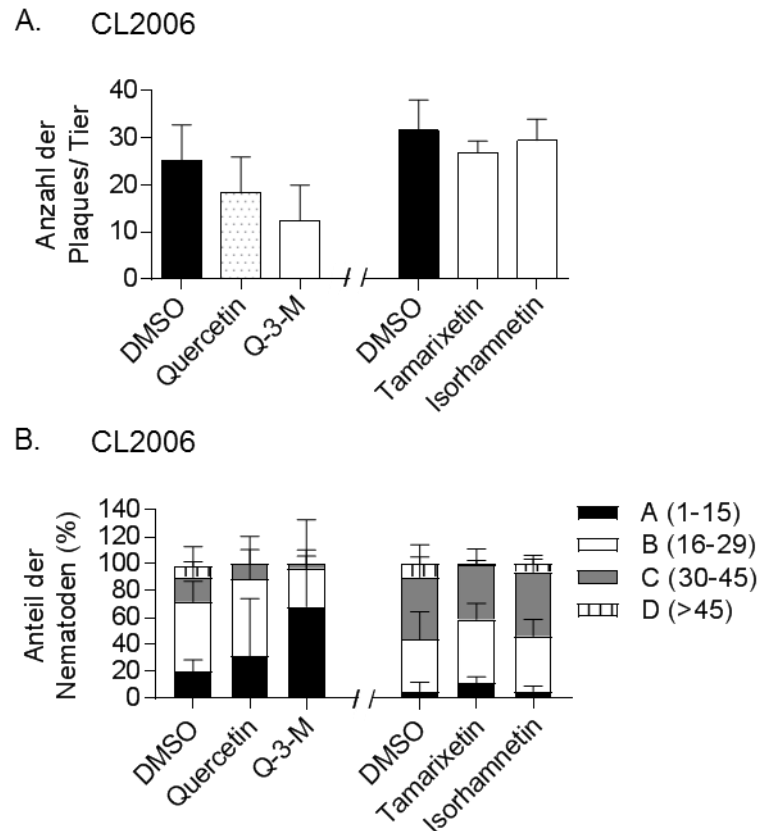 A. CL2006
Anzahl der
Plaques/ Tier
40
30
20
10
0
DMSO
Quercetin
Q-3-M
//
DMSO
Tamarixetin
Isorhamnetin
B. CL2006
Anteil der
Nematoden (%)
140
120
100
80
60
40
20
0
DMSO
Quercetin
Q-3-M
//
DMSO
Tamarixetin
Isorhamnetin
A (1-15)
B (16-29)
C (30-45)
D (>45)